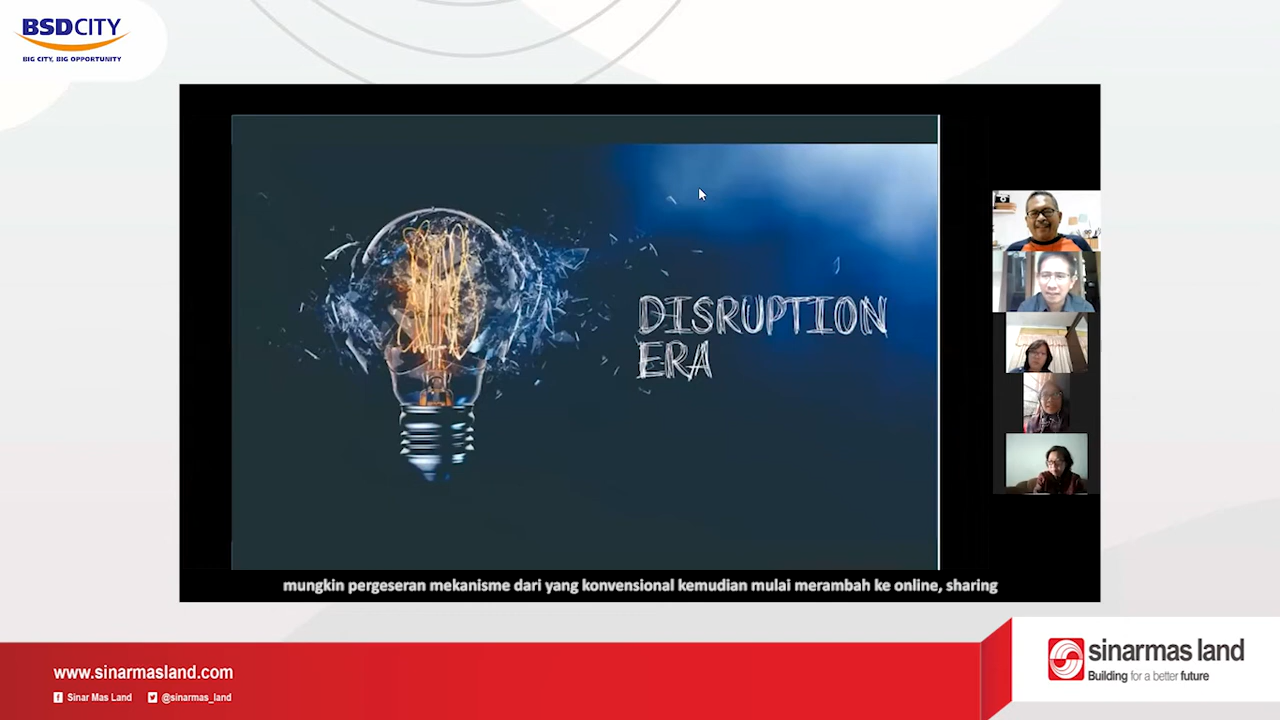 BSDCITY
BIG CITY, BIG OPPORTUNITY
DISRUPTION
ERA
mungkin pergeseran mekanisme dari yang konvensional kemudian mulai merambah ke online, sharing
www.sinarmasland.com
Sinar Mas Land
@sinarmas_land
sinarmas land
Building for a better future